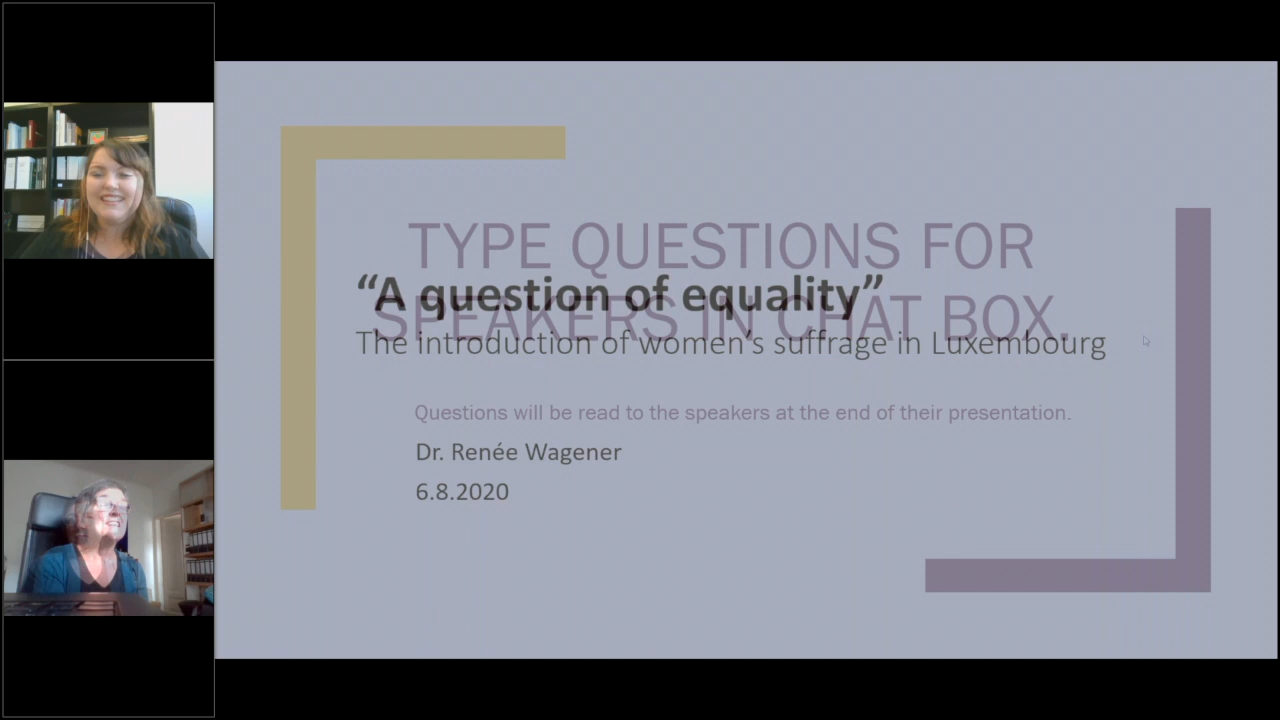 TYPE QUESTIONS FOR
SPEAKERS IN CHAT BOX.
“A question of equality”
The introduction of women’s suffrage in Luxembourg
Questions will be read to the speakers at the end of their presentation.
Dr. Renée Wagener
6.8.2020